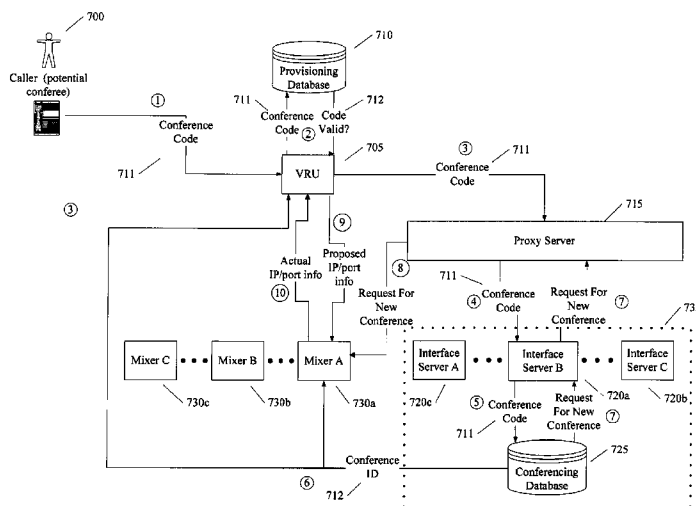 700
Caller (potential
conferee)
①
Conference
Code
711
710
Provisioning
Database
711
Conference
Code
②
Code
Valid?
712
705
VRU
③
Conference
Code
711
715
Proxy Server
③
⑨
Actual
IP/port info
⑩
Proposed
IP/port
info
⑧
Request For
New
Conference
711
④
Conference
Code
Request For
New
Conference
⑦
73
Mixer C
730c
Mixer B
730b
Mixer A
730a
Interface
Server A
720c
Interface
Server B
720a
Interface
Server C
720b
⑤
Conference
Code
711
Request
For New
Conference
⑦
725
Conferencing
Database
⑥
Conference
ID
712